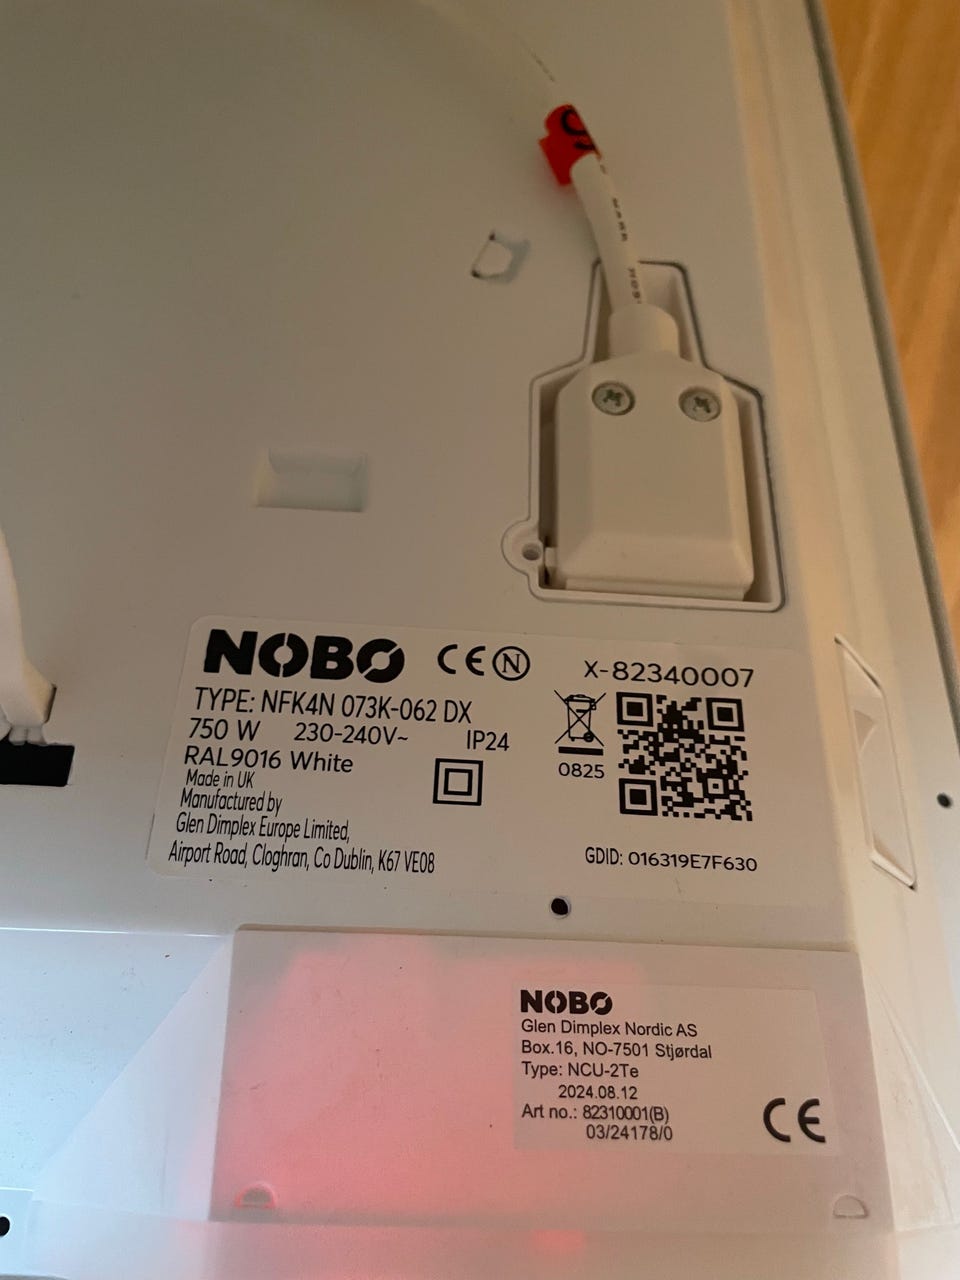 NOBO CE N X-82340007
TYPE: NFK4N 073K-062 DX
750 W 230-240V~ IP24
RAL9016 White
Made in UK
Manufactured by
Glen Dimplex Europe Limited,
Airport Road, Cloghran, Co Dublin, K67 VE08
0825
GDID: 016319E7F630
NOBO
Glen Dimplex Nordic AS
Box.16, NO-7501 Stjørdal
Type: NCU-2Te
2024.08.12
Art no.: 82310001(B)
03/24178/0
CE